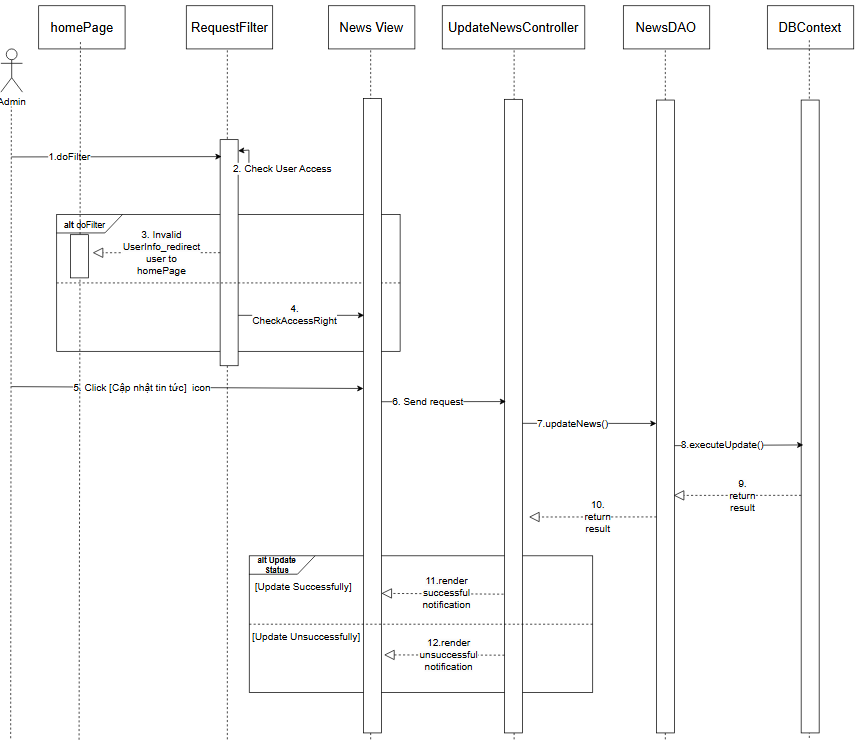 homePage
RequestFilter
News View
UpdateNewsController
NewsDAO
DBContext
Admin
1.doFilter
2. Check User Access
alt doFilter
3. Invalid
UserInfo_redirect
user to
homePage
4.
CheckAccessRight
5. Click [Cập nhật tin tức] icon
6. Send request
7.updateNews()
8.executeUpdate()
9.
return
result
10.
return
result
alt Update
Status
[Update Successfully]
11.render
successful
notification
[Update Unsuccessfully]
12.render
unsuccessful
notification